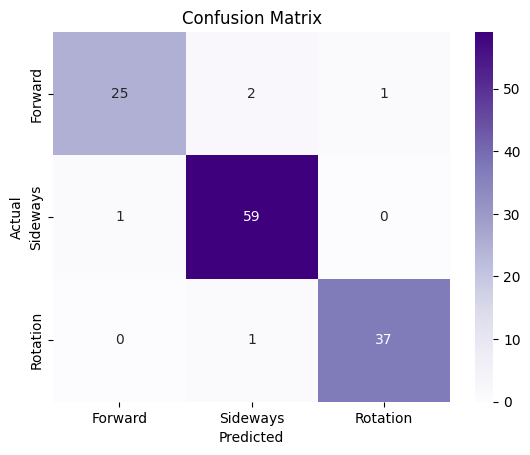 Confusion Matrix
Actual
Forward
Sideways
Rotation
25 2 1
1 59 0
0 1 37
Forward Sideways Rotation
Predicted
50
40
30
20
10
0